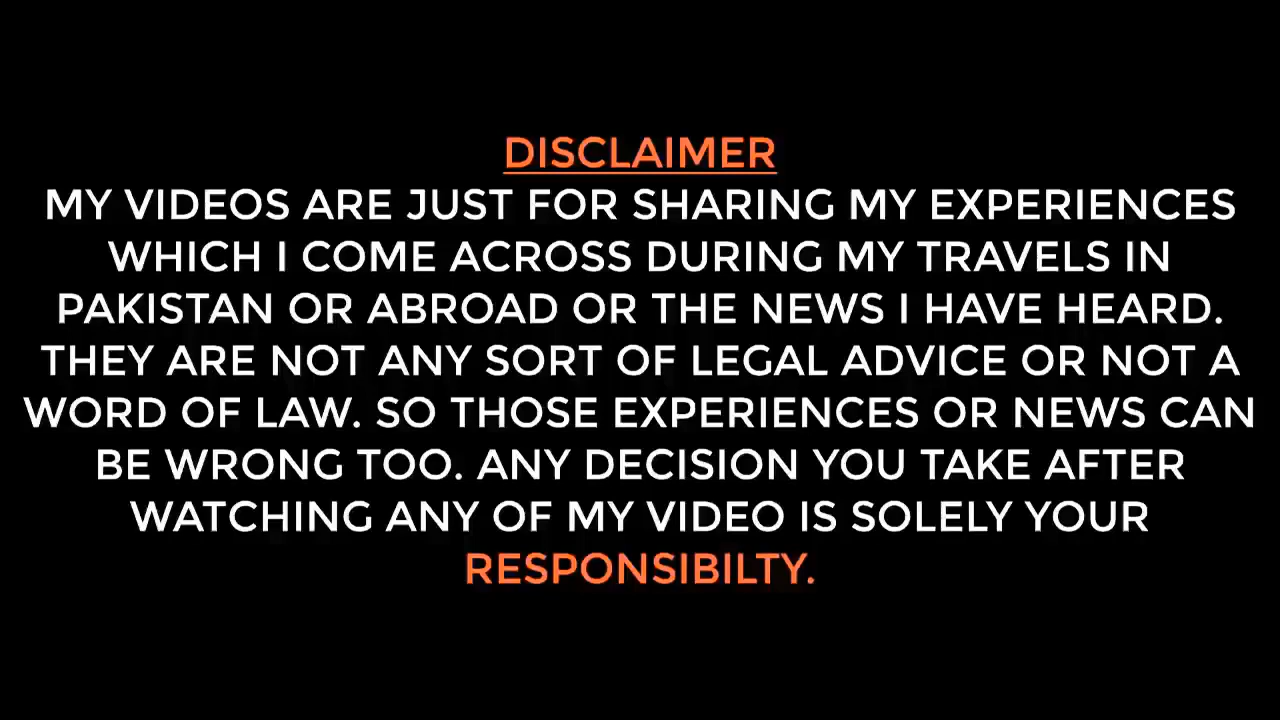 DISCLAIMER
MY VIDEOS ARE JUST FOR SHARING MY EXPERIENCES
WHICH I COME ACROSS DURING MY TRAVELS IN
PAKISTAN OR ABROAD OR THE NEWS I HAVE HEARD.
THEY ARE NOT ANY SORT OF LEGAL ADVICE OR NOT A
WORD OF LAW. SO THOSE EXPERIENCES OR NEWS CAN
BE WRONG TOO. ANY DECISION YOU TAKE AFTER
WATCHING ANY OF MY VIDEO IS SOLELY YOUR
RESPONSIBILTY.